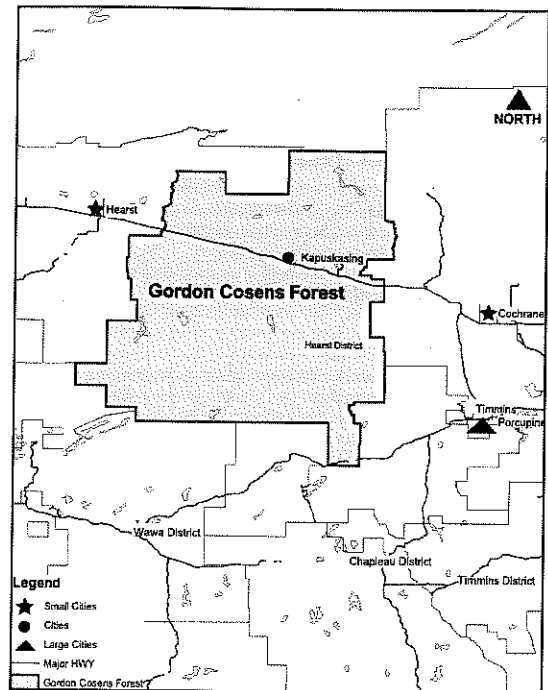 NORTH
Hearst
Kapuskasing
Gordon Cosens Forest
Cochrane
Hearst District
Timmins
Porcupine
Wawa District
Chapleau District
Timmins District
Legend
Small Cities
Cities
Large Cities
Major HWY
Gordon Cosens Forest